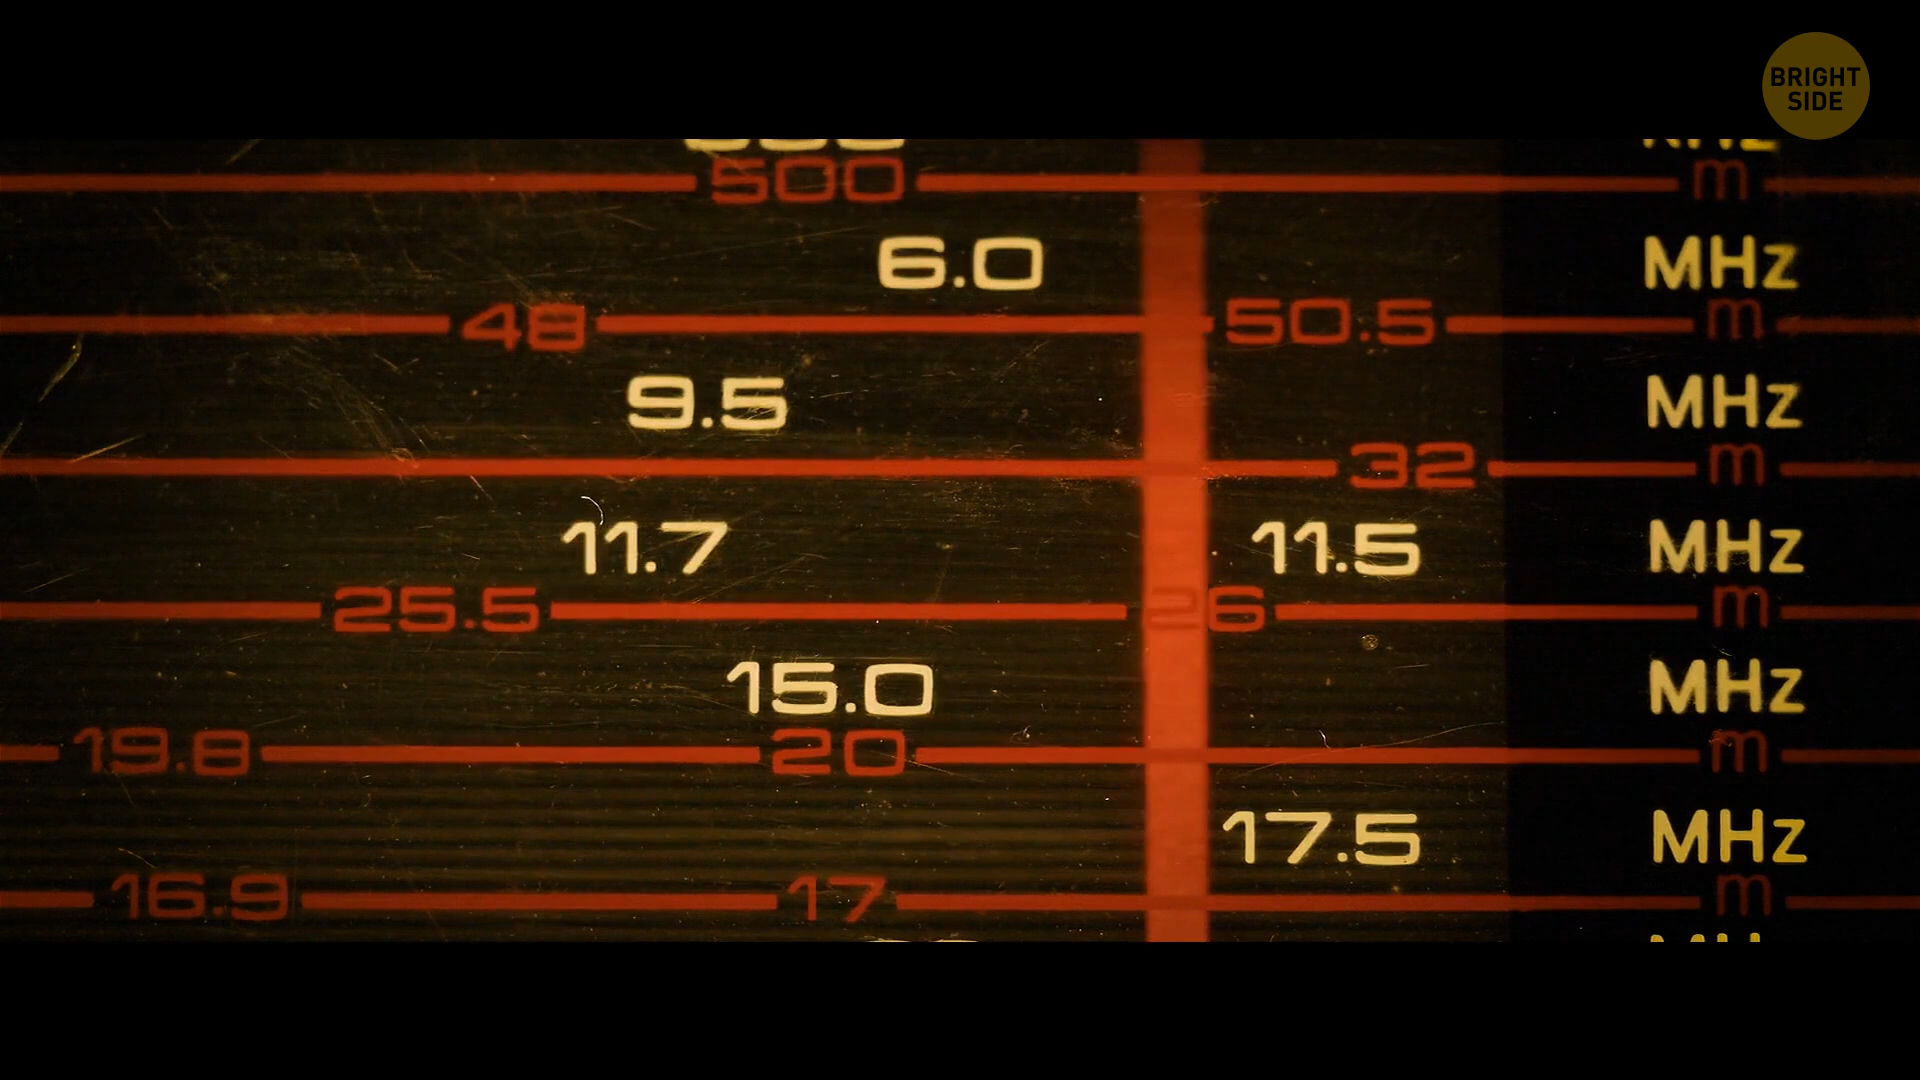 BRIGHT
SIDE
500 m
6.0 MHz
48 50.5 m
9.5 MHz
32 m
11.7 11.5 MHz
25.5 26 m
15.0 MHz
19.8 20 m
17.5 MHz
16.9 17 m